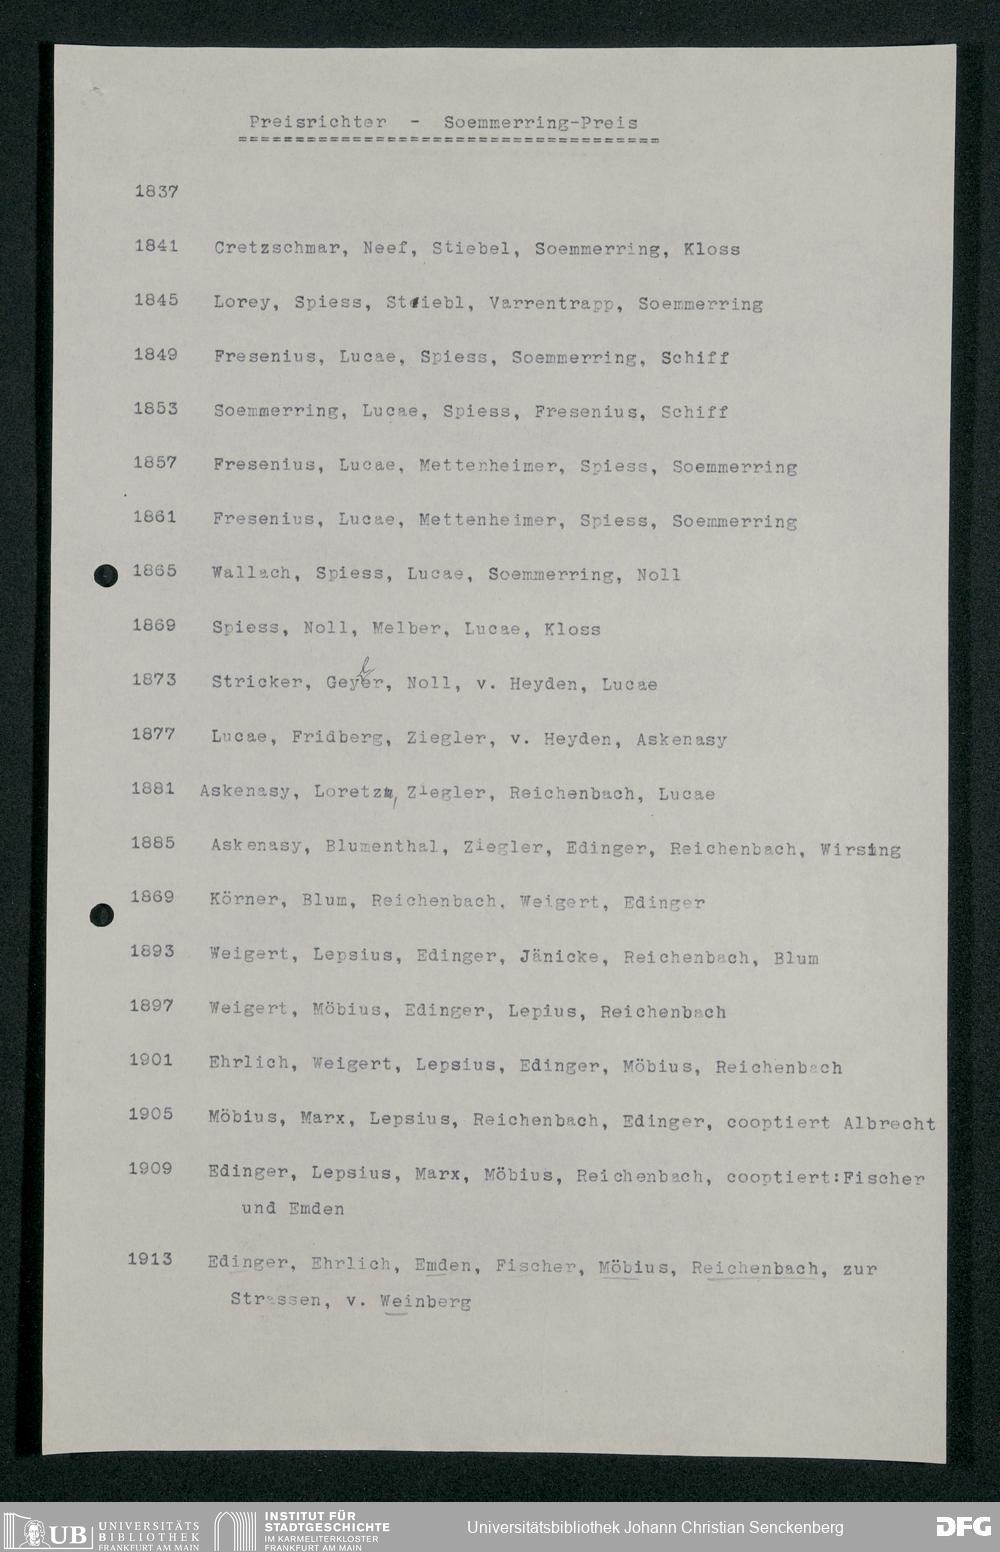 Preisrichter - Soemmerring-Preis
=====================================
1837
1841 Cretzschmar, Neef, Stiebel, Soemmerring, Kloss
1845 Lorey, Spiess, Stiebl, Varrentrapp, Soemmerring
1849 Fresenius, Lucae, Spiess, Soemmerring, Schiff
1853 Soemmerring, Lucae, Spiess, Fresenius, Schiff
1857 Fresenius, Lucae, Mettenheimer, Spiess, Soemmerring
1861 Fresenius, Lucae, Mettenheimer, Spiess, Soemmerring
1865 Wallach, Spiess, Lucae, Soemmerring, Noll
1869 Spiess, Noll, Melber, Lucae, Kloss
1873 Stricker, Geyler, Noll, v. Heyden, Lucae
1877 Lucae, Fridberg, Ziegler, v. Heyden, Askenasy
1881 Askenasy, Loretz, Ziegler, Reichenbach, Lucae
1885 Askenasy, Blumenthal, Ziegler, Edinger, Reichenbach, Wirsing
1869 Körner, Blum, Reichenbach, Weigert, Edinger
1893 Weigert, Lepsius, Edinger, Jänicke, Reichenbach, Blum
1897 Weigert, Möbius, Edinger, Lepius, Reichenbach
1901 Ehrlich, Weigert, Lepsius, Edinger, Möbius, Reichenbach
1905 Möbius, Marx, Lepsius, Reichenbach, Edinger, cooptiert Albrecht
1909 Edinger, Lepsius, Marx, Möbius, Reichenbach, cooptiert:Fischer
und Emden
1913 Edinger, Ehrlich, Emden, Fischer, Möbius, Reichenbach, zur
Strassen, v. Weinberg
UB UNIVERSITÄTS
BIBLIOTHEK
FRANKFURT AM MAIN
INSTITUT FÜR
STADTGESCHICHTE
IM KARMELITERKLOSTER
FRANKFURT AM MAIN
Universitätsbibliothek Johann Christian Senckenberg
DFG